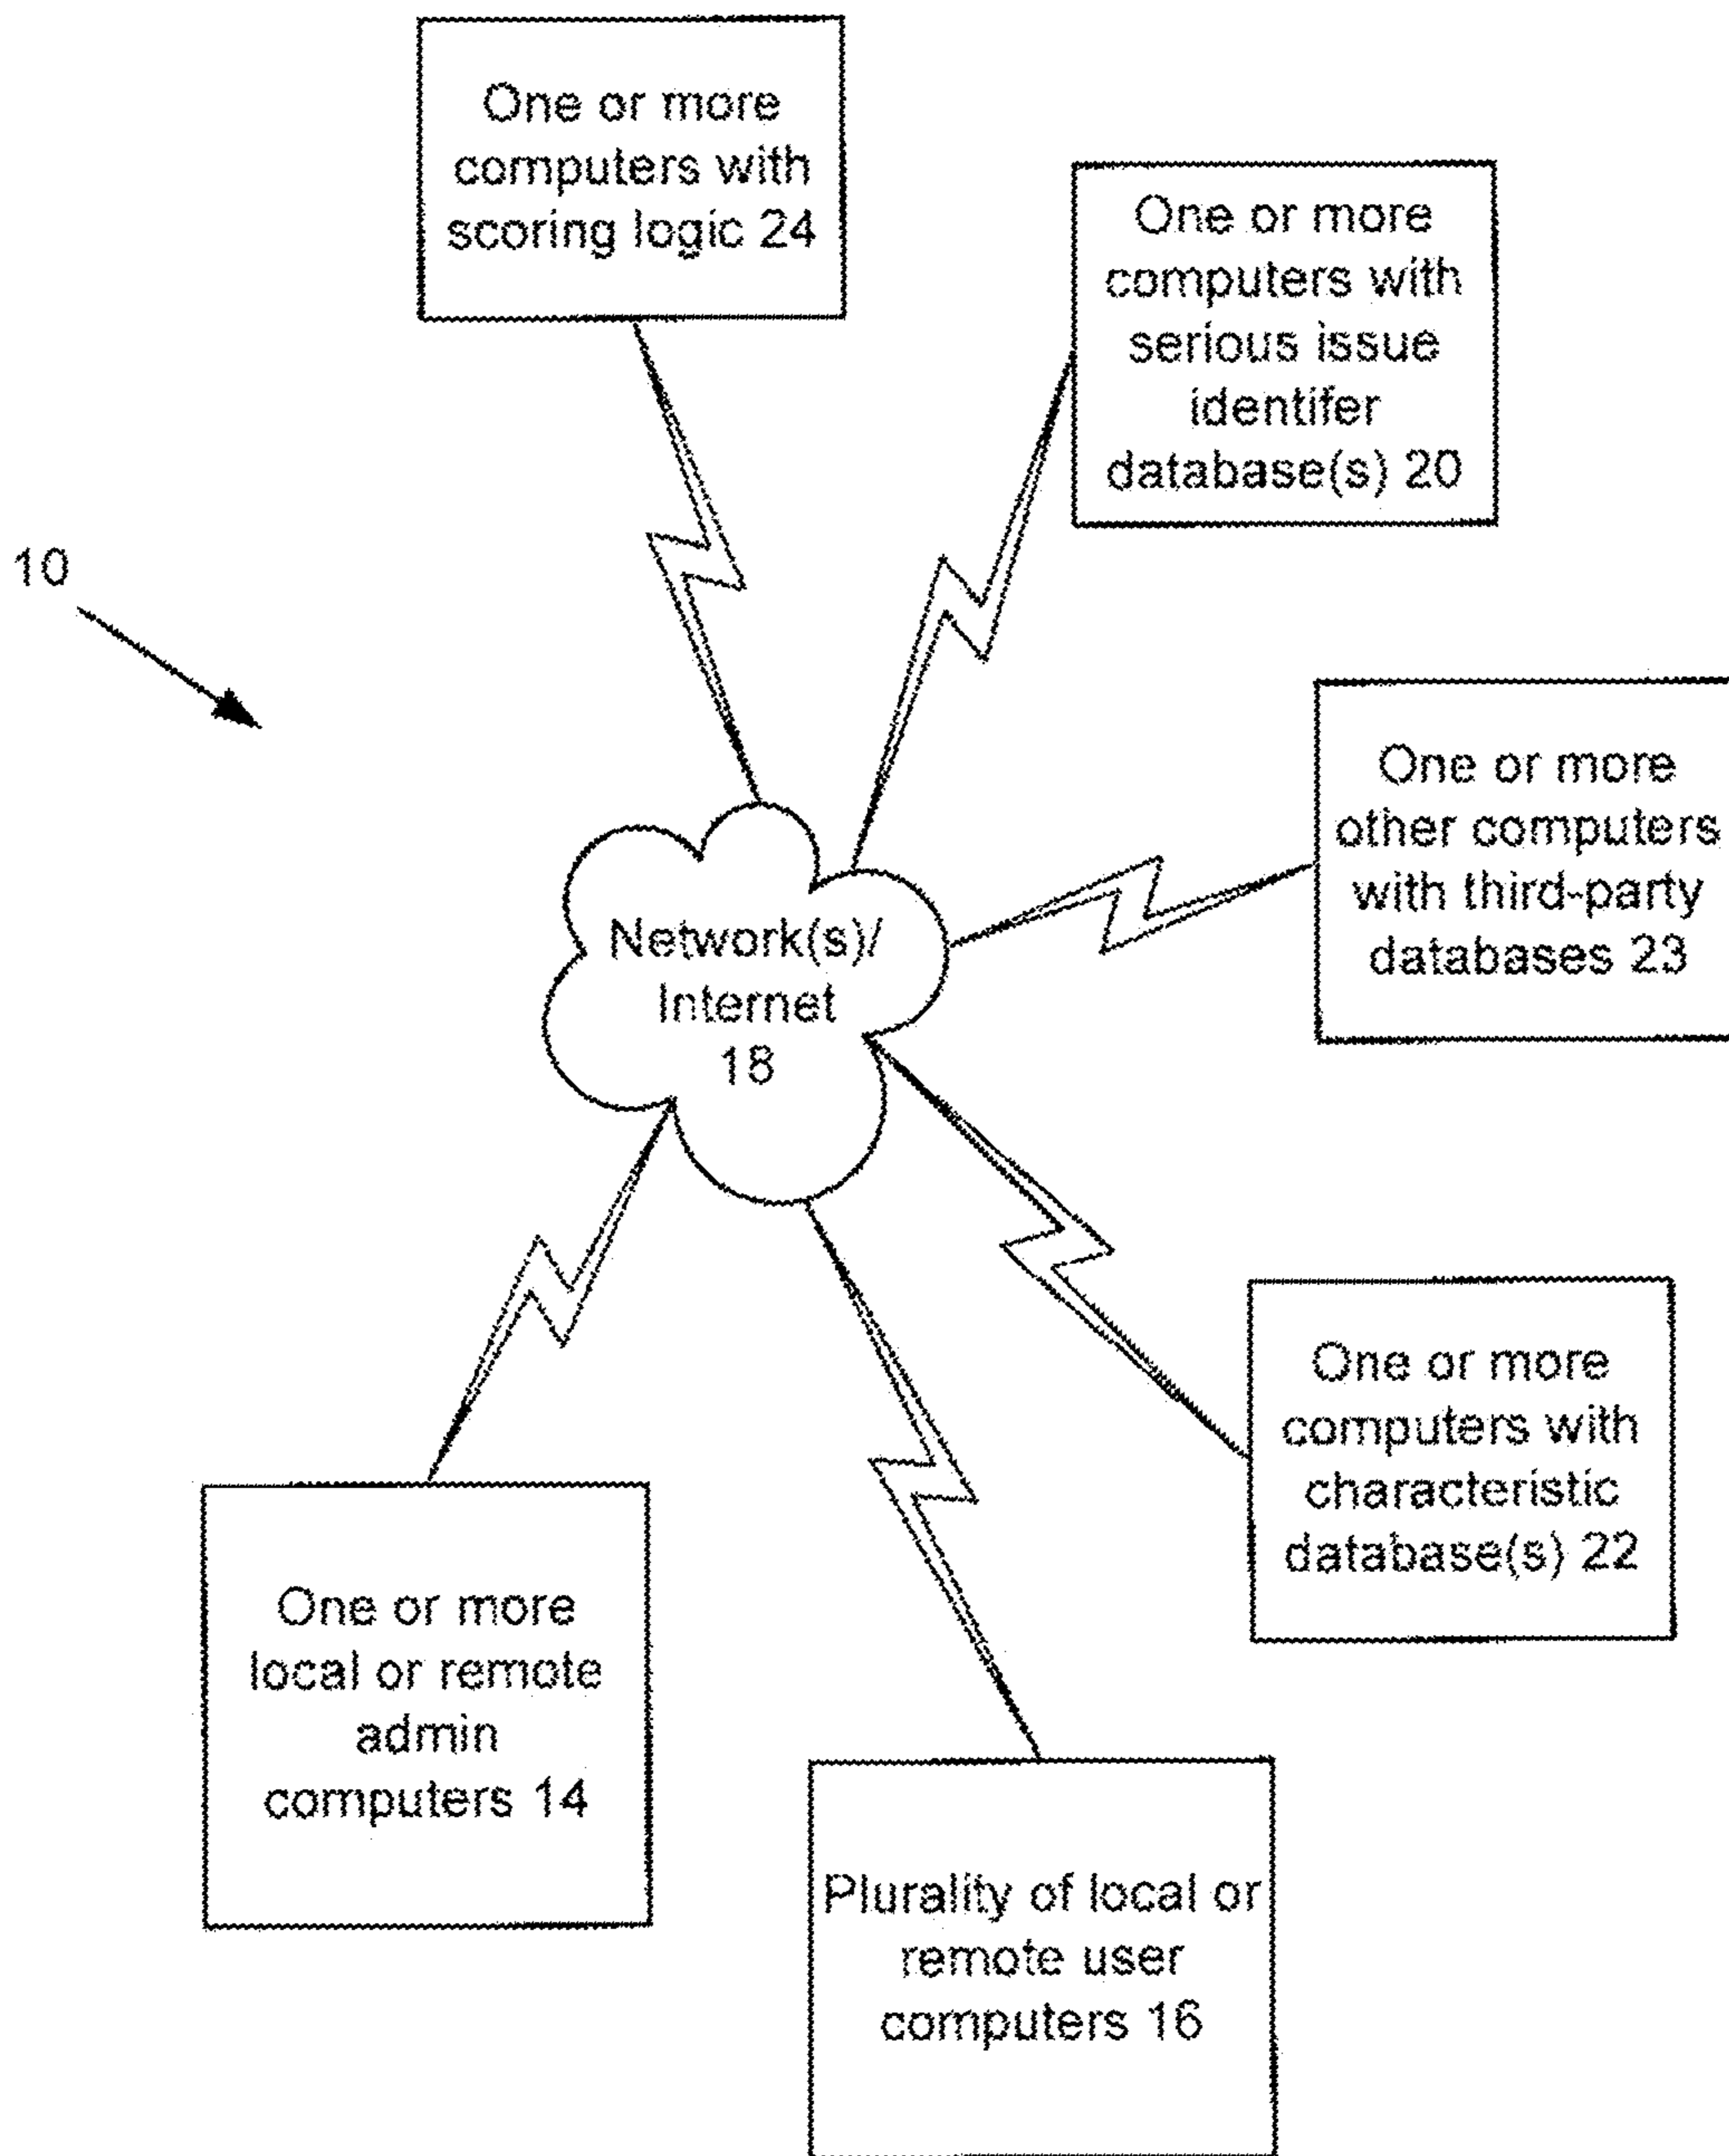 One or more
computers with
scoring logic 24
One or more
computers with
serious issue
identifer
database(s) 20
10
One or more
other computers
with third-party
databases 23
Network(s)/
Internet
18
One or more
computers with
characteristic
database(s) 22
One or more
local or remote
admin
computers 14
Plurality of local or
remote user
computers 16